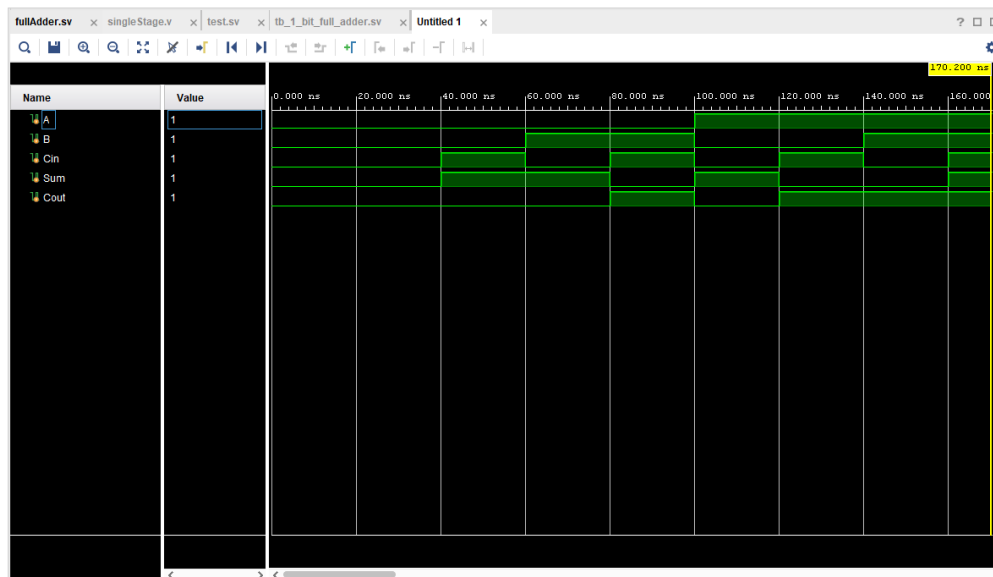 fullAdder.sv × singleStage.v × test.sv × tb_1_bit_full_adder.sv × Untitled 1 × ?
170.200 ns
Name Value 0.000 ns 20.000 ns 40.000 ns 60.000 ns 80.000 ns 100.000 ns 120.000 ns 140.000 ns 160.000
A 1
B 1
Cin 1
Sum 1
Cout 1